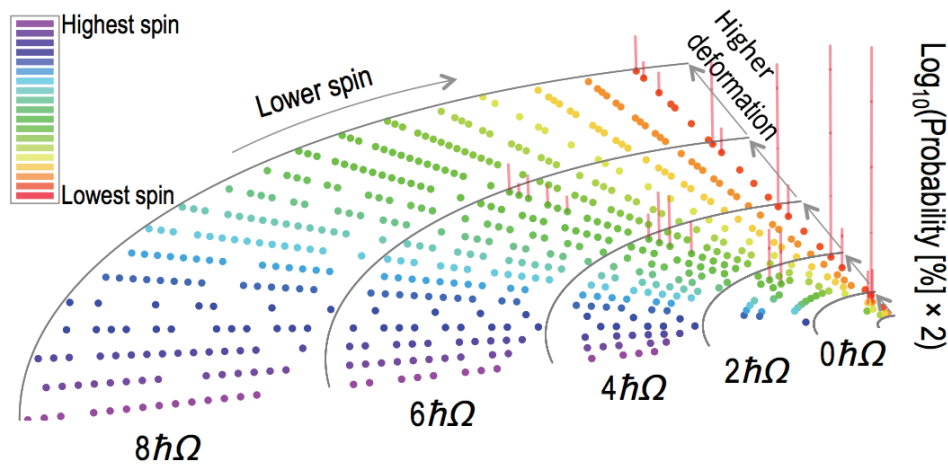 Highest spin
Lowest spin
Lower spin
Higher
deformation
Log₁₀(Probability [%] × 2)
8ℏΩ
6ℏΩ
4ℏΩ
2ℏΩ
0ℏΩ